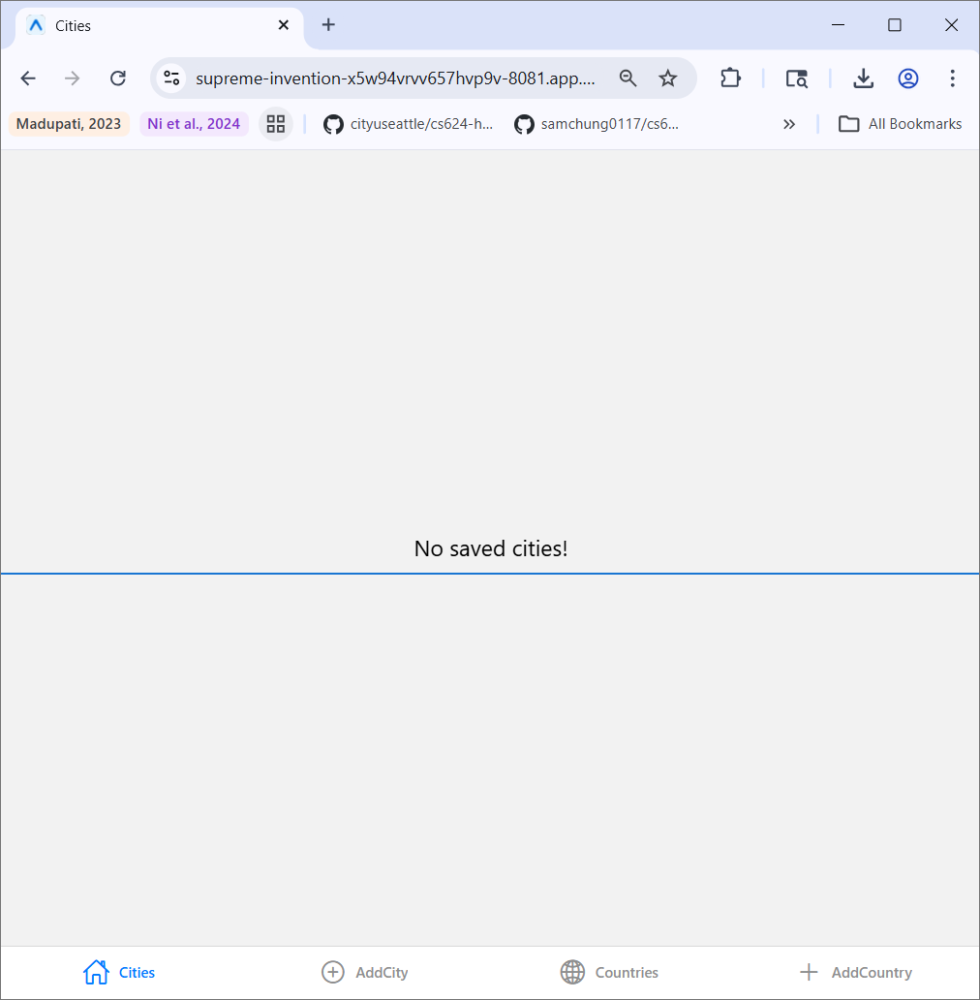 Cities
supreme-invention-x5w94vrvv657hvp9v-8081.app....
Madupati, 2023 Ni et al., 2024 cityuseattle/cs624-h... samchung0117/cs6... All Bookmarks
No saved cities!
Cities AddCity Countries AddCountry